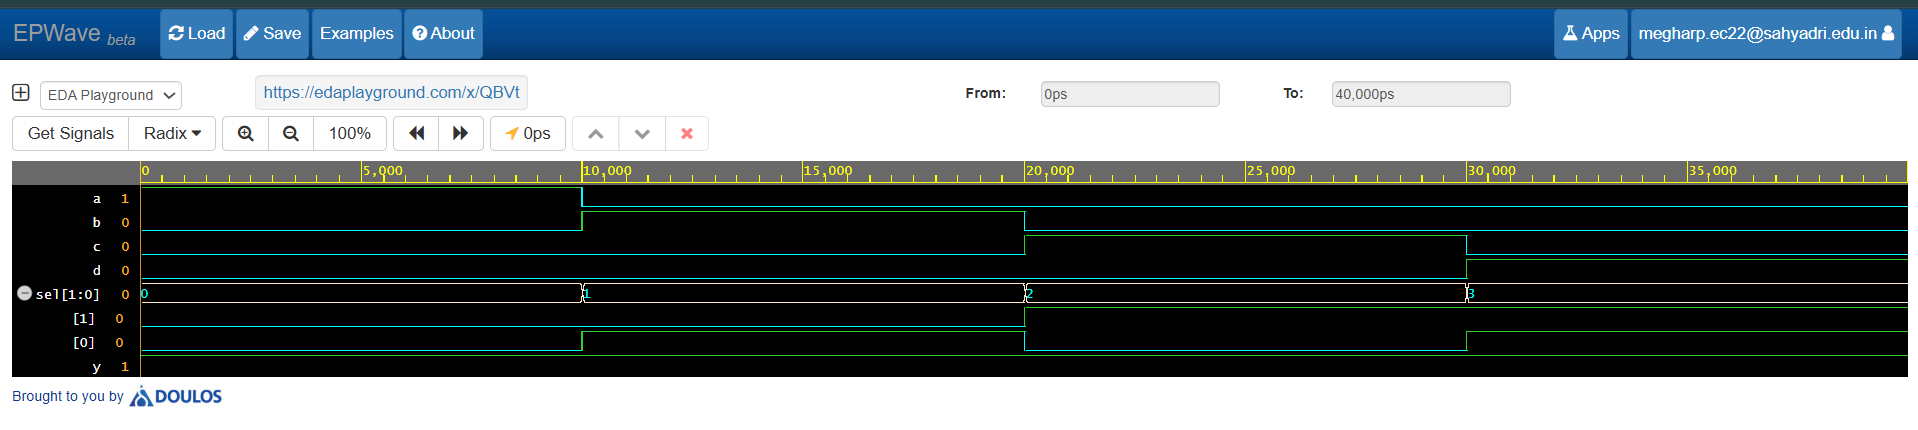 EPWave beta Load Save Examples About Apps megharp.ec22@sahyadri.edu.in
EDA Playground https://edaplayground.com/x/QBVt From: 0ps To: 40,000ps
Get Signals Radix 100% 0ps
0 5,000 10,000 15,000 20,000 25,000 30,000 35,000
a 1
b 0
c 0
d 0
sel[1:0] 0 0 1 2 3
[1] 0
[0] 0
y 1
Brought to you by DOULOS